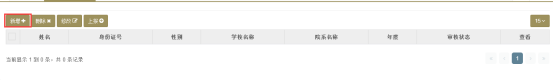 新增 删除 修改 上报 15
姓名 身份证号 性别 学校名称 院系名称 年度 审核状态 查看
当前显示 1 到 0 条，共 0 条记录 1